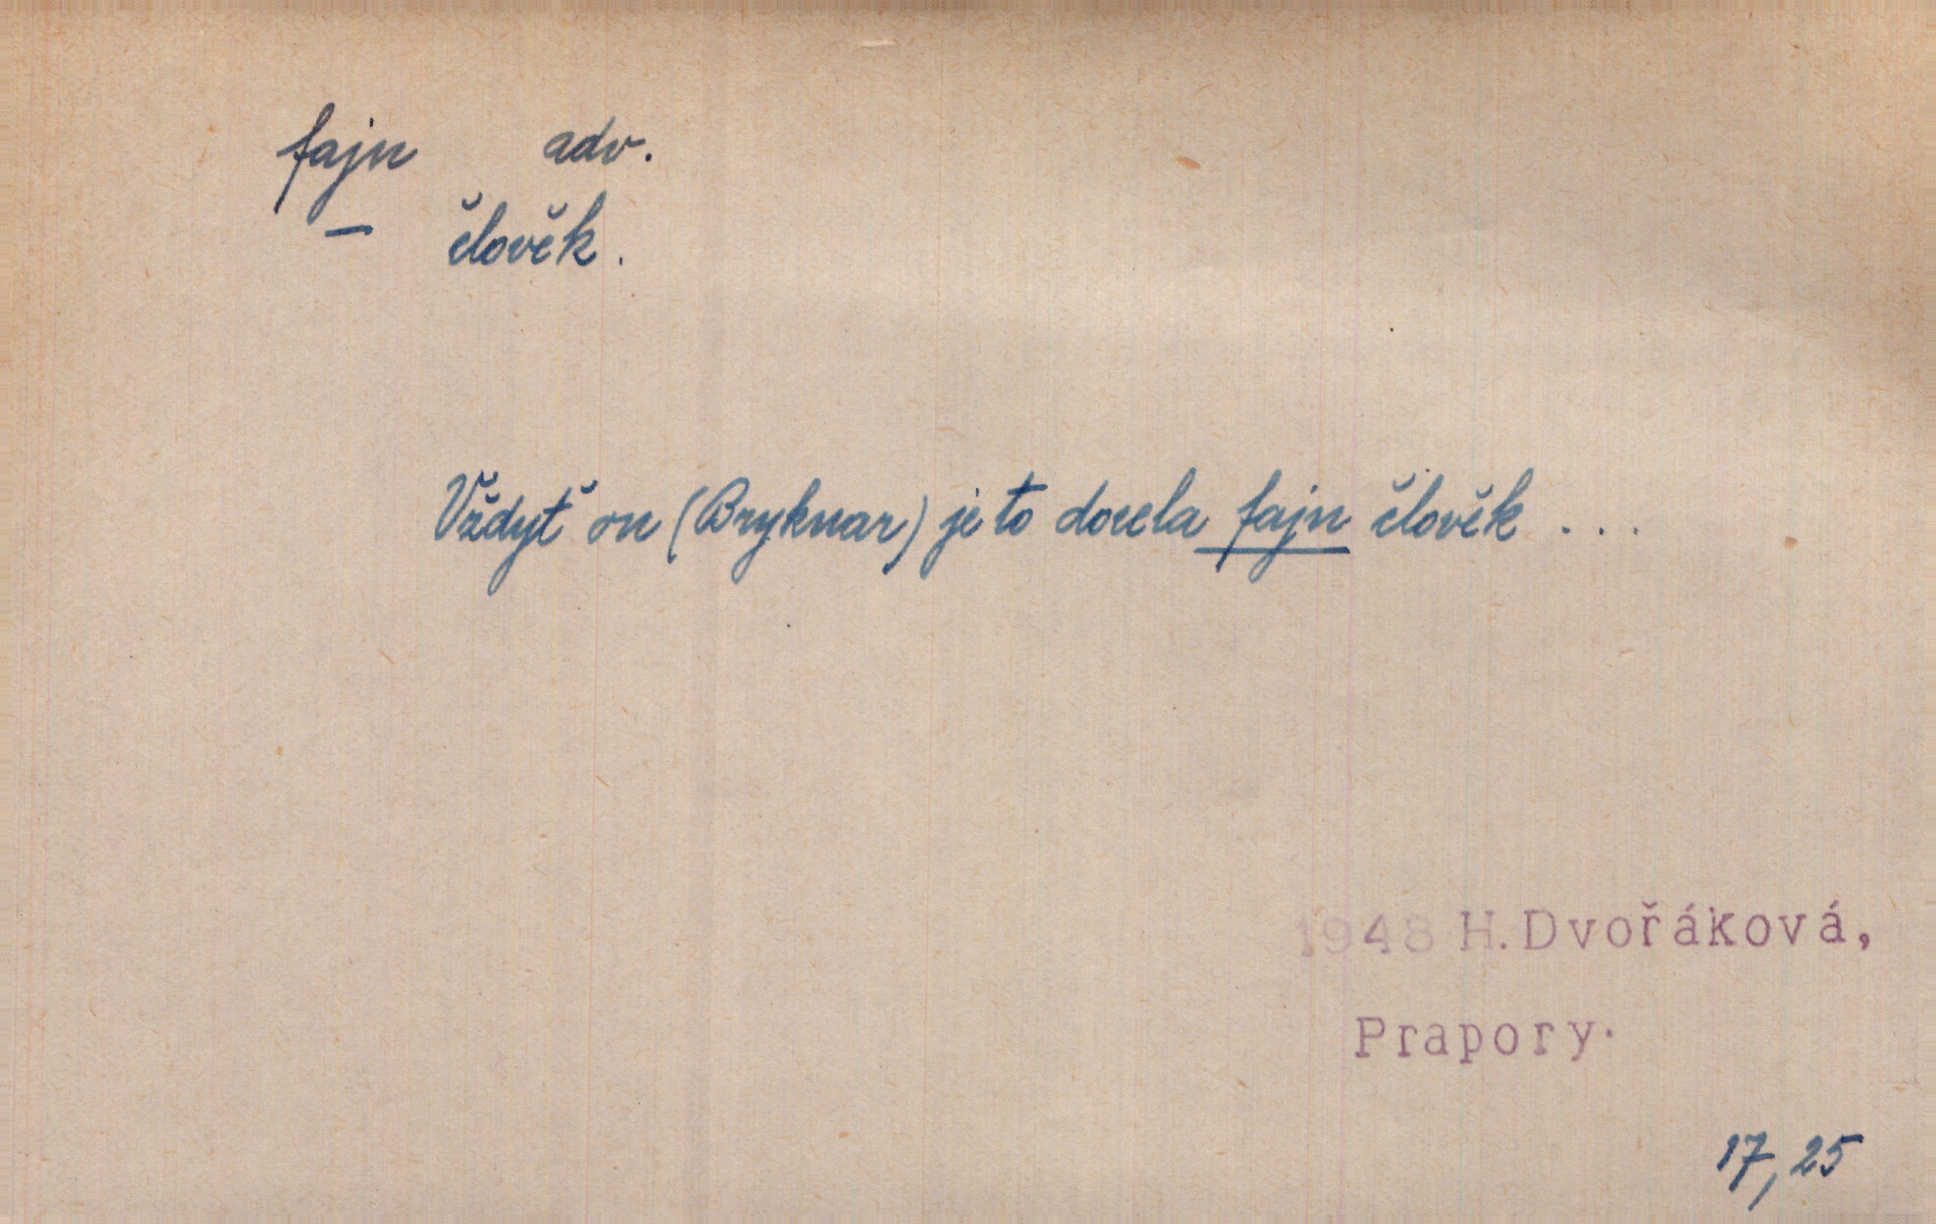 fajn adv.
— člověk.
Vždyť on (Bryknar) je to docela fajn člověk . . .
1948 H. Dvořáková,
Prapory.
17, 25